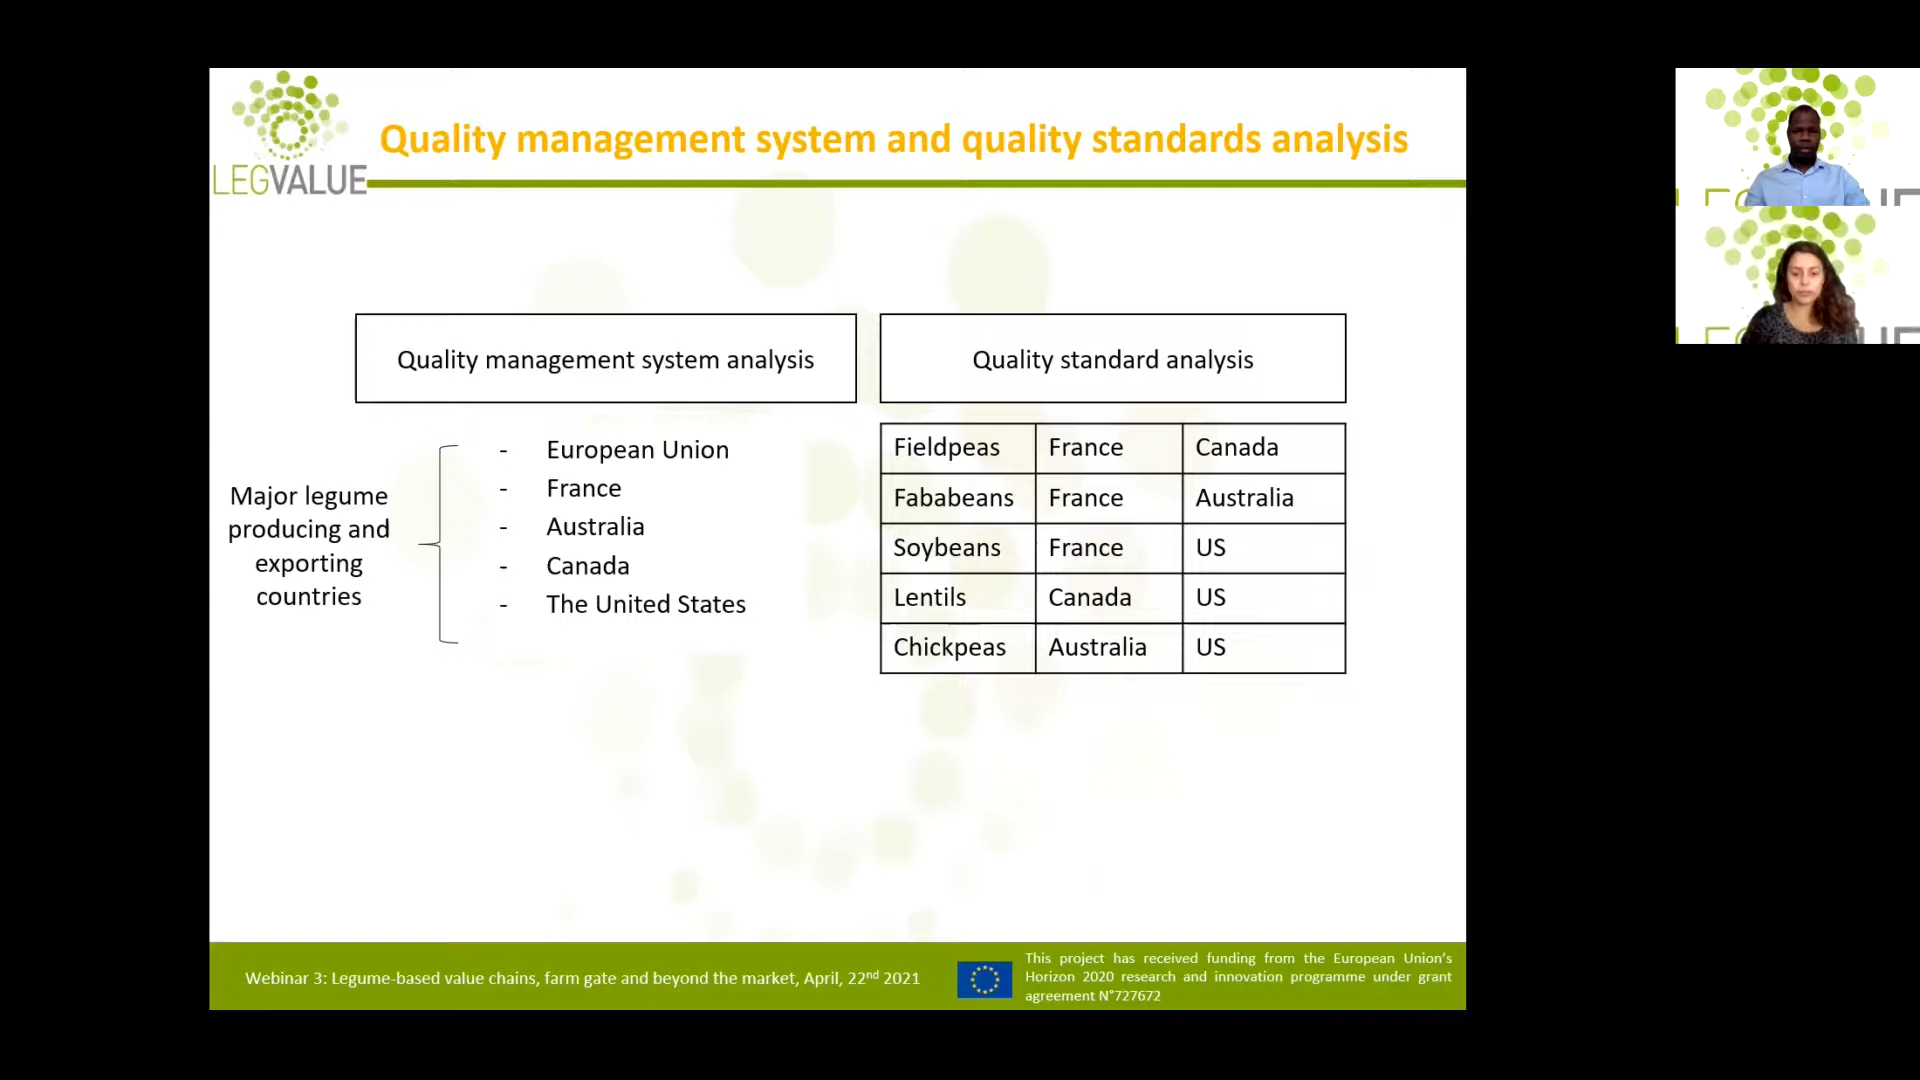 LEGVALUE
Quality management system and quality standards analysis
Quality management system analysis
Major legume
producing and
exporting
countries
- European Union
- France
- Australia
- Canada
- The United States
Quality standard analysis
Fieldpeas France Canada
Fababeans France Australia
Soybeans France US
Lentils Canada US
Chickpeas Australia US
Webinar 3: Legume-based value chains, farm gate and beyond the market, April, 22nd 2021
This project has received funding from the European Union's
Horizon 2020 research and innovation programme under grant
agreement N°727672